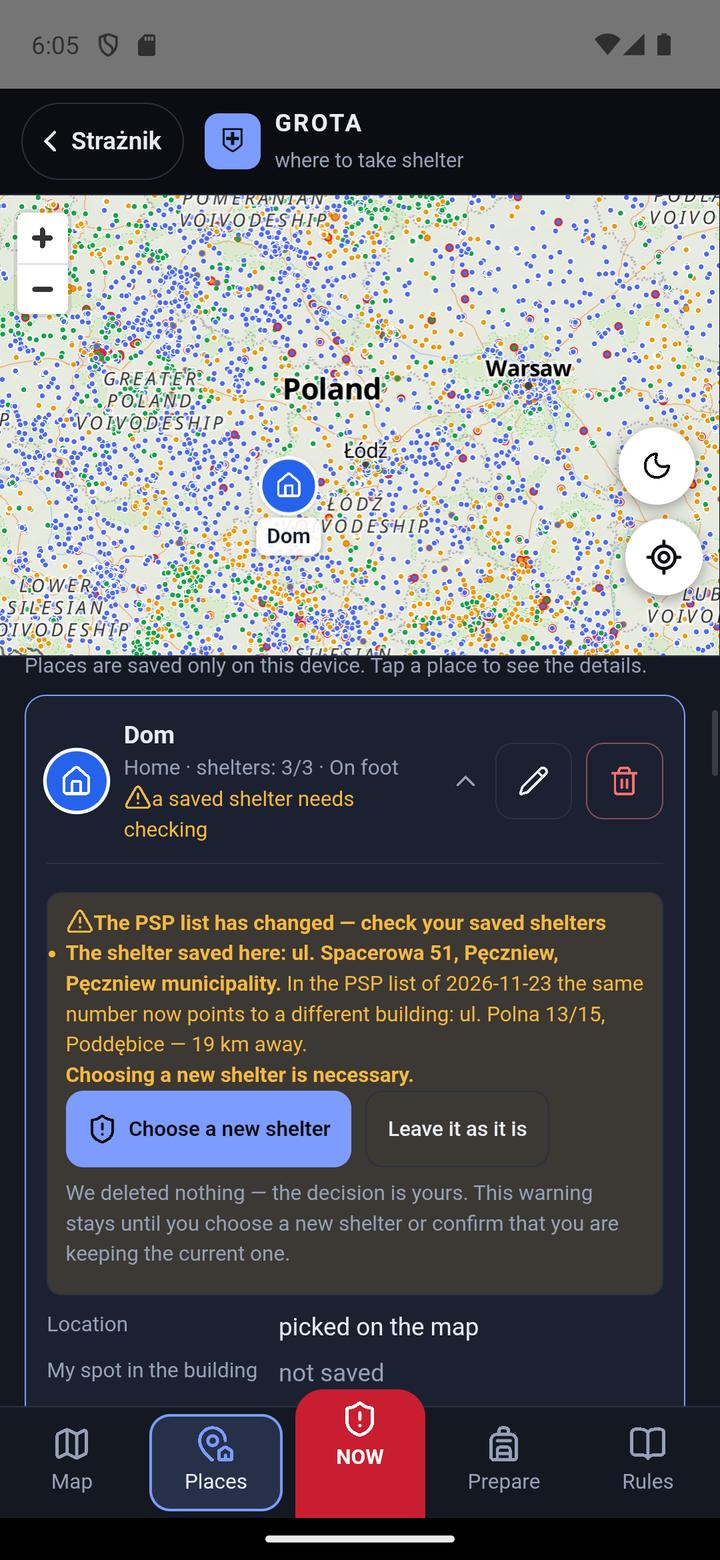 6:05
Strażnik
GROTA
where to take shelter
POMERANIAN
VOIVODESHIP
+
−
GREATER
POLAND
VOIVODESHIP
Poland
Warsaw
Łódź
ŁÓDŹ
VODESHIP
Dom
LOWER
SILESIAN
OIVODESHIP
LUB
VOIVO
SILESIAN
Places are saved only on this device. Tap a place to see the details.
Dom
Home · shelters: 3/3 · On foot
a saved shelter needs
checking
The PSP list has changed — check your saved shelters
• The shelter saved here: ul. Spacerowa 51, Pęczniew,
Pęczniew municipality. In the PSP list of 2026-11-23 the same
number now points to a different building: ul. Polna 13/15,
Poddębice — 19 km away.
Choosing a new shelter is necessary.
Choose a new shelter
Leave it as it is
We deleted nothing — the decision is yours. This warning
stays until you choose a new shelter or confirm that you are
keeping the current one.
Location picked on the map
My spot in the building not saved
Map
Places
NOW
Prepare
Rules